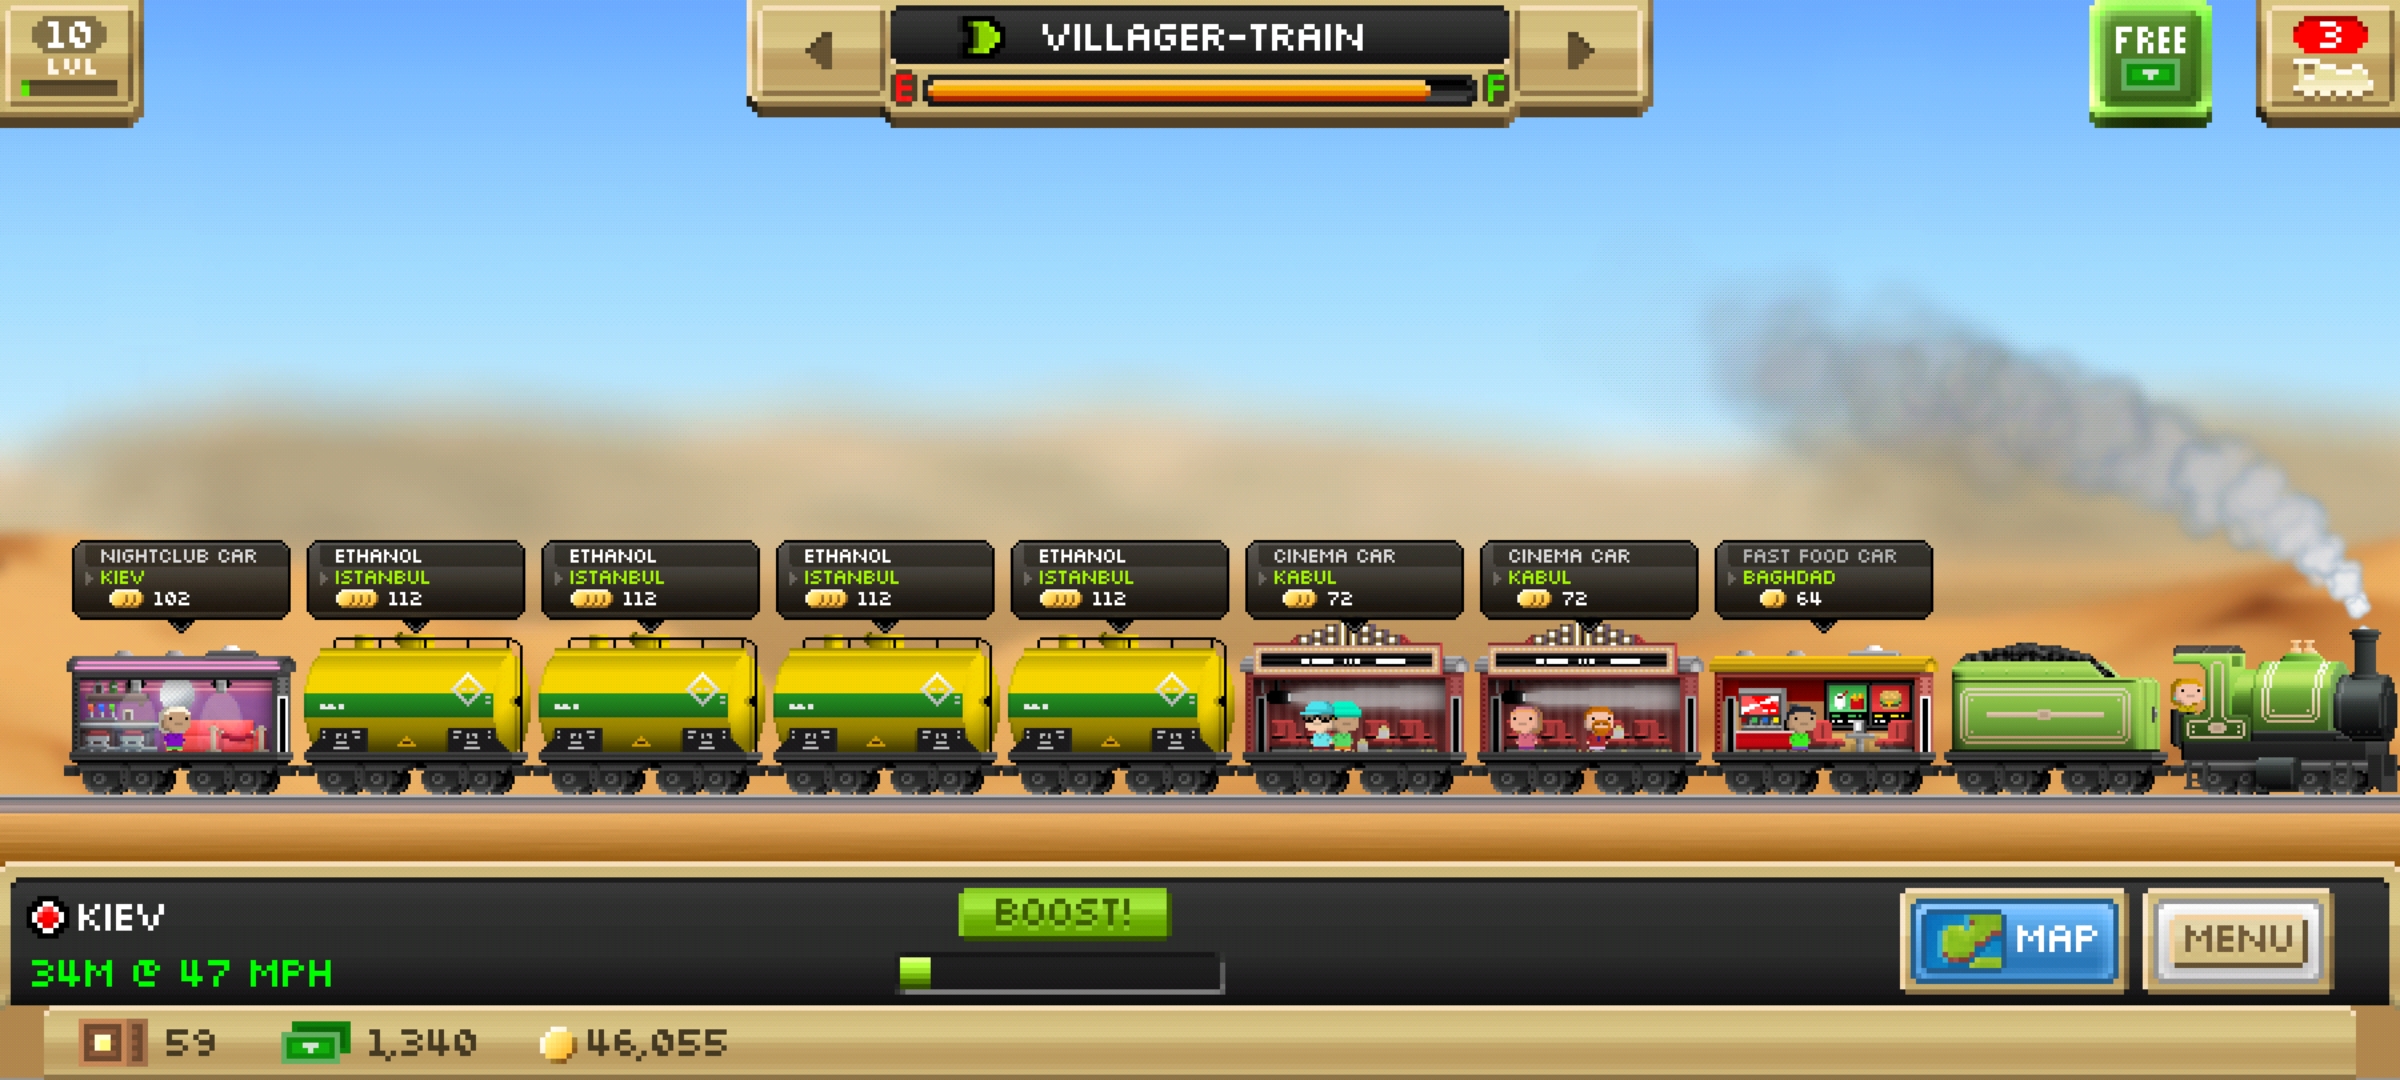 10
LVL
VILLAGER-TRAIN
E F
FREE
3
NIGHTCLUB CAR
KIEV
102
ETHANOL
ISTANBUL
112
ETHANOL
ISTANBUL
112
ETHANOL
ISTANBUL
112
ETHANOL
ISTANBUL
112
CINEMA CAR
KABUL
72
CINEMA CAR
KABUL
72
FAST FOOD CAR
BAGHDAD
64
KIEV
34M @ 47 MPH
BOOST!
MAP
MENU
59
1,340
46,055